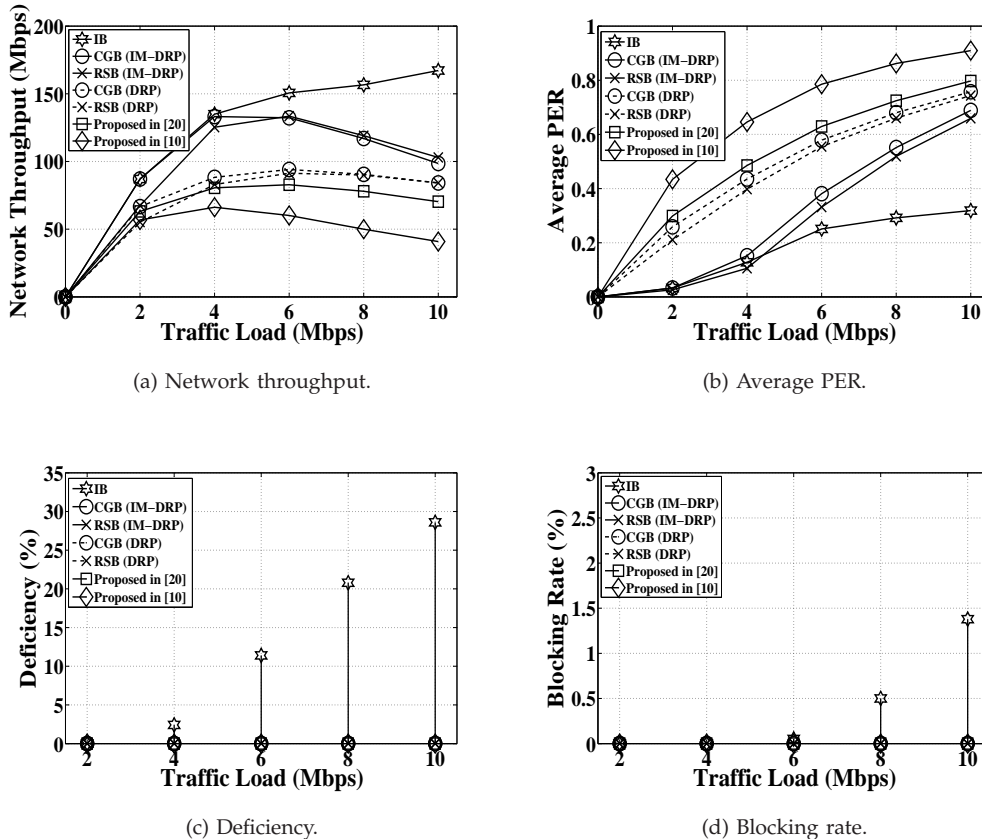 200
150
100
50
0
Network Throughput (Mbps)
IB
CGB (IM−DRP)
RSB (IM−DRP)
CGB (DRP)
RSB (DRP)
Proposed in [20]
Proposed in [10]
0 2 4 6 8 10
Traffic Load (Mbps)
(a) Network throughput.
1
0.8
0.6
0.4
0.2
0
Average PER
IB
CGB (IM−DRP)
RSB (IM−DRP)
CGB (DRP)
RSB (DRP)
Proposed in [20]
Proposed in [10]
0 2 4 6 8 10
Traffic Load (Mbps)
(b) Average PER.
35
30
25
20
15
10
5
0
Deficiency (%)
IB
CGB (IM−DRP)
RSB (IM−DRP)
CGB (DRP)
RSB (DRP)
Proposed in [20]
Proposed in [10]
2 4 6 8 10
Traffic Load (Mbps)
(c) Deficiency.
3
2.5
2
1.5
1
0.5
0
Blocking Rate (%)
IB
CGB (IM−DRP)
RSB (IM−DRP)
CGB (DRP)
RSB (DRP)
Proposed in [20]
Proposed in [10]
2 4 6 8 10
Traffic Load (Mbps)
(d) Blocking rate.